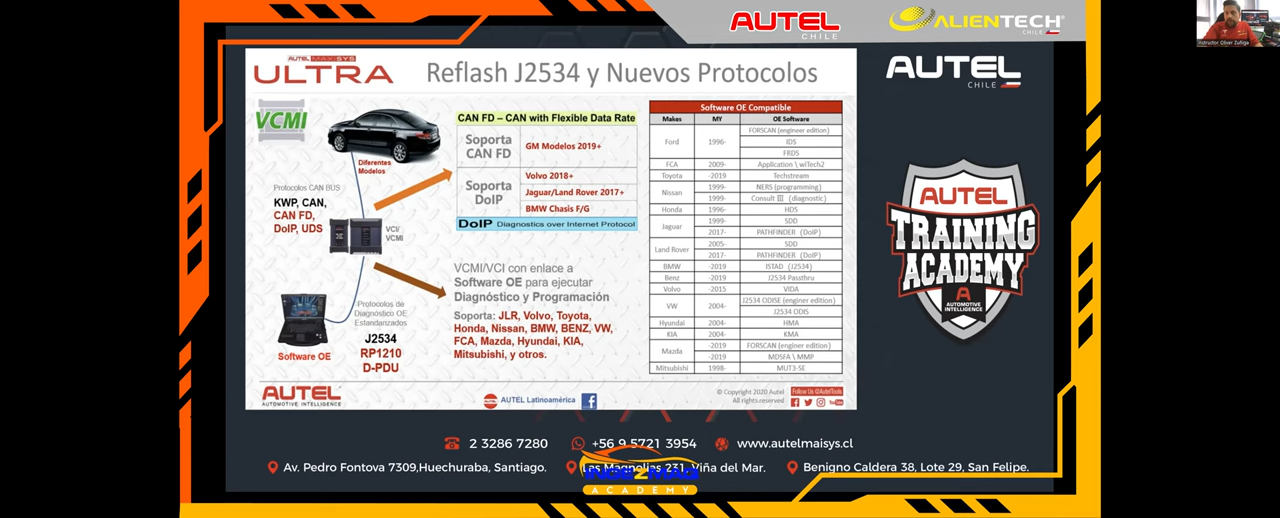 AUTEL
CHILE
ALIENTECH
CHILE
Instructor Oliver Zuñiga
AUTEL MAXISYS
ULTRA
Reflash J2534 y Nuevos Protocolos
AUTEL
CHILE
VCMI
Diferentes
Modelos
Protocolos CAN BUS
KWP, CAN,
CAN FD,
DoIP, UDS
VCI/
VCMI
Protocolos de
Diagnóstico OE
Estandanzados
J2534
RP1210
D-PDU
Software OE
CAN FD – CAN with Flexible Data Rate
Soporta
CAN FD
GM Modelos 2019+
Soporta
DoIP
Volvo 2018+
Jaguar/Land Rover 2017+
BMW Chasis F/G
DoIP Diagnostics over Internet Protocol
VCMI/VCI con enlace a
Software OE para ejecutar
Diagnóstico y Programación
Soporta: JLR, Volvo, Toyota,
Honda, Nissan, BMW, BENZ, VW,
FCA, Mazda, Hyundai, KIA,
Mitsubishi, y otros.
Software OE Compatible
Makes MY OE Software
Ford 1996- FORSCAN (engineer edition)
IDS
FRDS
FCA 2009- Application \ wiTech2
Toyota -2019 Techstream
Nissan 1999- NERS (programming)
1999- Consult III (diagnostic)
Honda 1996- HDS
Jaguar 1999- SDD
2017- PATHFINDER (DoIP)
Land Rover 2005- SDD
2017- PATHFINDER (DoIP)
BMW -2019 ISTAD (J2534)
Benz -2019 J2534 Passthru
Volvo -2015 VIDA
VW 2004- J2534 ODISE (enginer edition)
J2534 ODIS
Hyundai 2004- HMA
KIA 2004- KMA
Mazda -2019 FORSCAN (enginer edition)
-2019 MDSFA \ MMP
Mitsubishi 1998- MUT3-SE
AUTEL
AUTOMOTIVE INTELLIGENCE
AUTEL Latinoamérica
© Copyright 2020 Autel
All rights reserved
Follow Us @AutelTools
AUTEL
TRAINING
ACADEMY
A
AUTOMOTIVE
INTELLIGENCE
2 3286 7280
+56 9 5721 3954
www.autelmaisys.cl
Av. Pedro Fontova 7309,Huechuraba, Santiago.
Las Magnolias 231, Viña del Mar.
Benigno Caldera 38, Lote 29, San Felipe.
ACADEMY